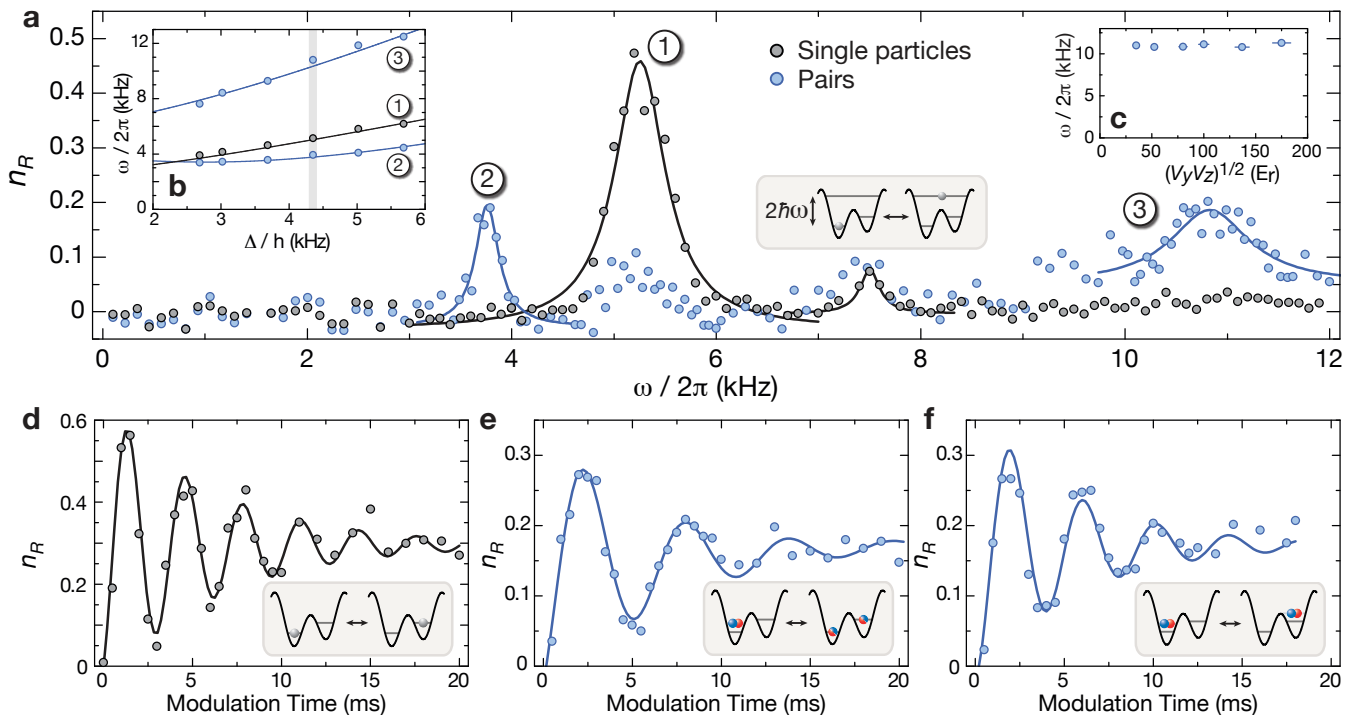 a
0.5
0.4
0.3
0.2
0.1
0
n_R
0 2 4 6 8 10 12
ω / 2π (kHz)
1
2
3
Single particles
Pairs
2ħω
b
12
8
4
0
ω / 2π (kHz)
2 3 4 5 6
Δ / h (kHz)
3
1
2
c
10
5
0
ω / 2π (kHz)
0 50 100 150 200
(VyVz)^1/2 (Er)
d
0.6
0.4
0.2
0
n_R
0 5 10 15 20
Modulation Time (ms)
e
0.3
0.2
0.1
0
n_R
0 5 10 15 20
Modulation Time (ms)
f
0.3
0.2
0.1
0
n_R
0 5 10 15 20
Modulation Time (ms)